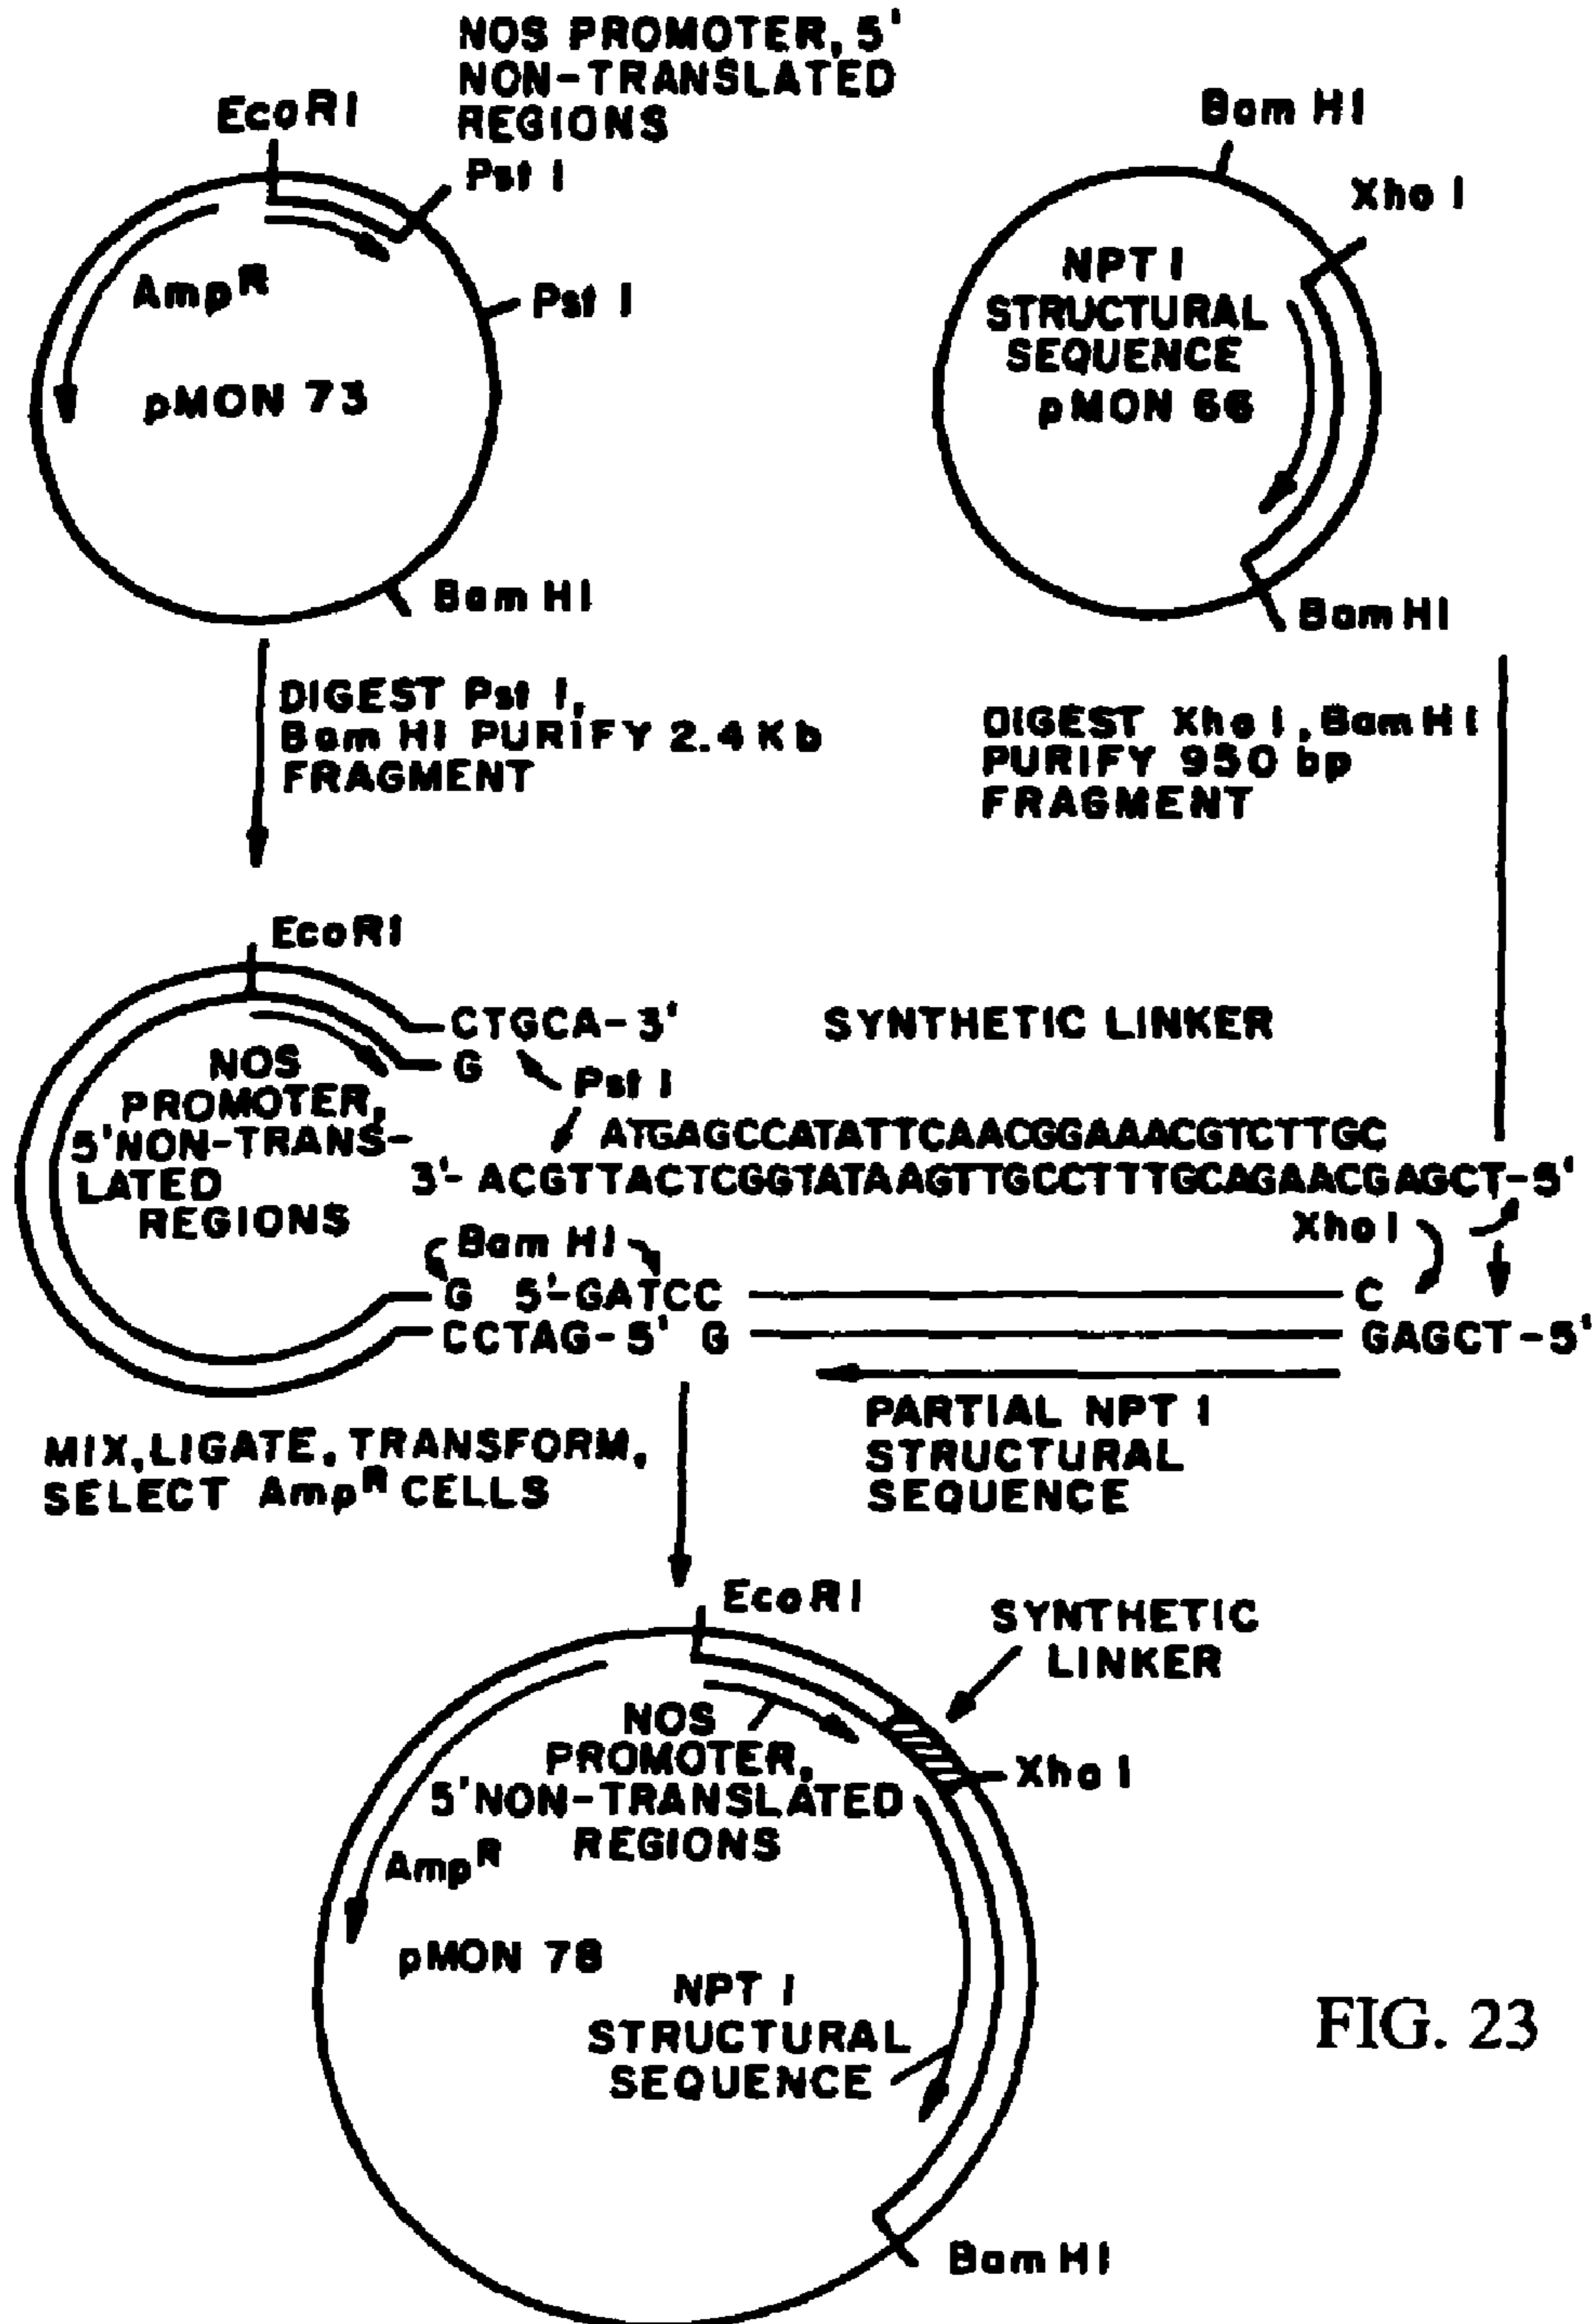 NOS PROMOTER, 5'
NON-TRANSLATED
REGIONS
EcoRI
Pst I
Amp^R
Pst I
pMON 73
Bam HI
Bam HI
Xho I
NPT I
STRUCTURAL
SEQUENCE
pMON 66
Bam HI
DIGEST Pst I,
Bam HI PURIFY 2.4 Kb
FRAGMENT
DIGEST Xho I, Bam HI
PURIFY 950 bp
FRAGMENT
EcoRI
CTGCA-3'
G
SYNTHETIC LINKER
Pst I
NOS
PROMOTER,
5'NON-TRANS-
LATED
REGIONS
ATGAGCCATATTCAACGGAAACGTCTTGC
3'-ACGTTACTCGGTATAAGTTGCCTTTGCAGAACGAGCT-5'
Xho I
Bam HI
G 5'-GATCC C
CCTAG-5' G GAGCT-5'
PARTIAL NPT I
STRUCTURAL
SEQUENCE
MIX, LIGATE, TRANSFORM,
SELECT Amp^R CELLS
EcoRI
SYNTHETIC
LINKER
NOS
PROMOTER,
5'NON-TRANSLATED
REGIONS
Xho I
Amp^R
pMON 78
NPT I
STRUCTURAL
SEQUENCE
Bam HI
FIG. 23